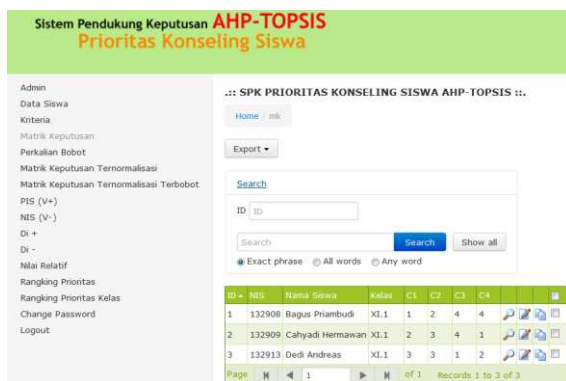 Sistem Pendukung Keputusan AHP-TOPSIS
Prioritas Konseling Siswa
Admin
Data Siswa
Kriteria
Matrik Keputusan
Perkalian Bobot
Matrik Keputusan Ternormalisasi
Matrik Keputusan Ternormalisasi Terbobot
PIS (V+)
NIS (V-)
Di +
Di -
Nilai Relatif
Rangking Prioritas
Rangking Prioritas Kelas
Change Password
Logout
.:: SPK PRIORITAS KONSELING SISWA AHP-TOPSIS ::.
Home / mk
Export
Search
ID ID
Search Search Show all
Exact phrase All words Any word
ID NIS Nama Siswa Kelas C1 C2 C3 C4
1 132908 Bagus Priambudi XI.1 1 2 4 4
2 132909 Cahyadi Hermawan XI.1 2 3 4 1
3 132913 Dedi Andreas XI.1 3 3 1 2
Page 1 of 1 Records 1 to 3 of 3